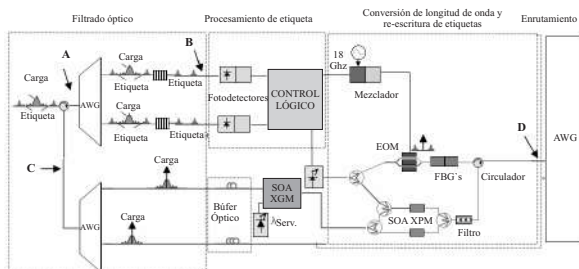 Filtrado óptico
Procesamiento de etiqueta
Conversión de longitud de onda y
re-escritura de etiquetas
Enrutamiento
A
B
Carga
Carga
Etiqueta
Etiqueta
AWG
Etiqueta
Carga
Etiqueta
Etiqueta
Fotodetectores
CONTROL
LÓGICO
18
Ghz
Mezclador
EOM
FBG`s
Circulador
D
AWG
C
Carga
Carga
AWG
Búfer
Óptico
SOA
XGM
λServ.
SOA XPM
Filtro